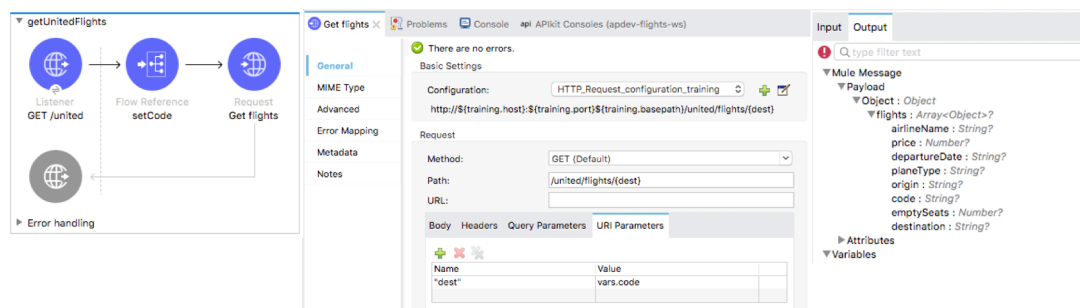 getUnitedFlights
Listener
GET /united
Flow Reference
setCode
Request
Get flights
Error handling
Get flights
Problems
Console
api APIkit Consoles (apdev-flights-ws)
There are no errors.
General
MIME Type
Advanced
Error Mapping
Metadata
Notes
Basic Settings
Configuration: HTTP_Request_configuration_training
http://${training.host}:${training.port}${training.basepath}/united/flights/{dest}
Request
Method: GET (Default)
Path: /united/flights/{dest}
URL:
Body Headers Query Parameters URI Parameters
Name Value
"dest" vars.code
Input Output
type filter text
Mule Message
Payload
Object : Object
flights : Array<Object>?
airlineName : String?
price : Number?
departureDate : String?
planeType : String?
origin : String?
code : String?
emptySeats : Number?
destination : String?
Attributes
Variables